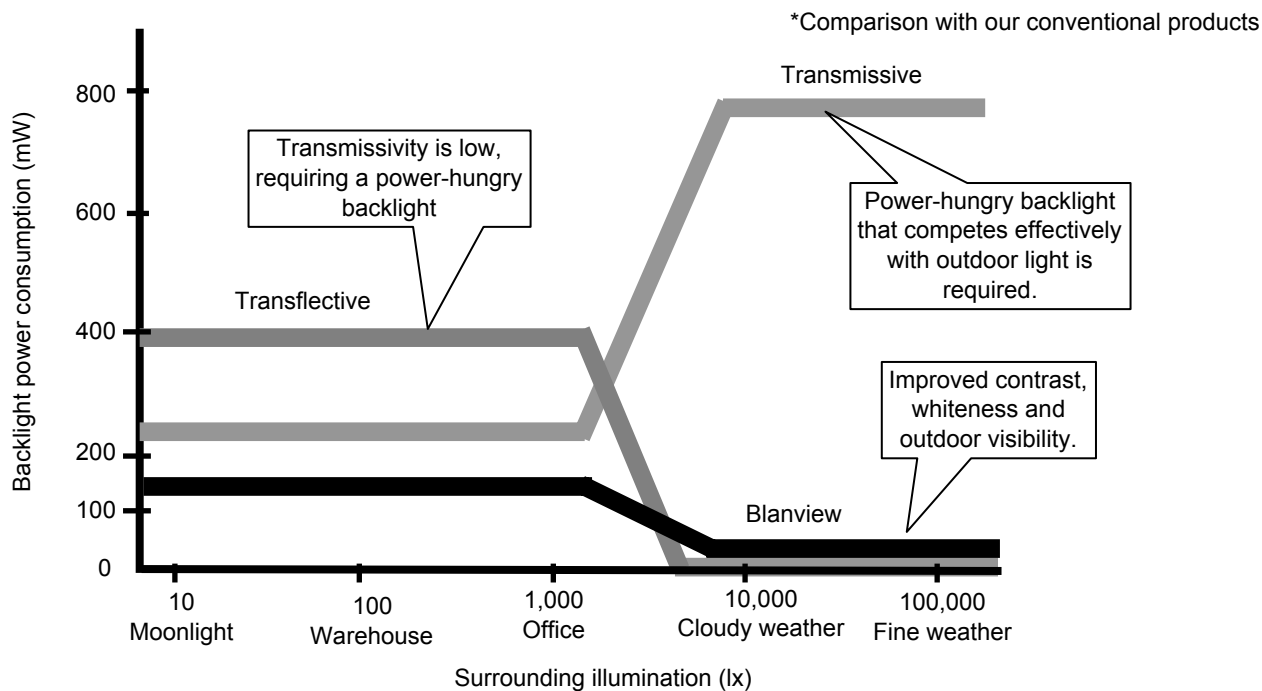 *Comparison with our conventional products
Transmissive
Backlight power consumption (mW)
800
600
400
200
100
0
Transmissivity is low,
requiring a power-hungry
backlight
Transflective
Power-hungry backlight
that competes effectively
with outdoor light is
required.
Improved contrast,
whiteness and
outdoor visibility.
Blanview
10
100
1,000
10,000
100,000
Moonlight
Warehouse
Office
Cloudy weather
Fine weather
Surrounding illumination (lx)